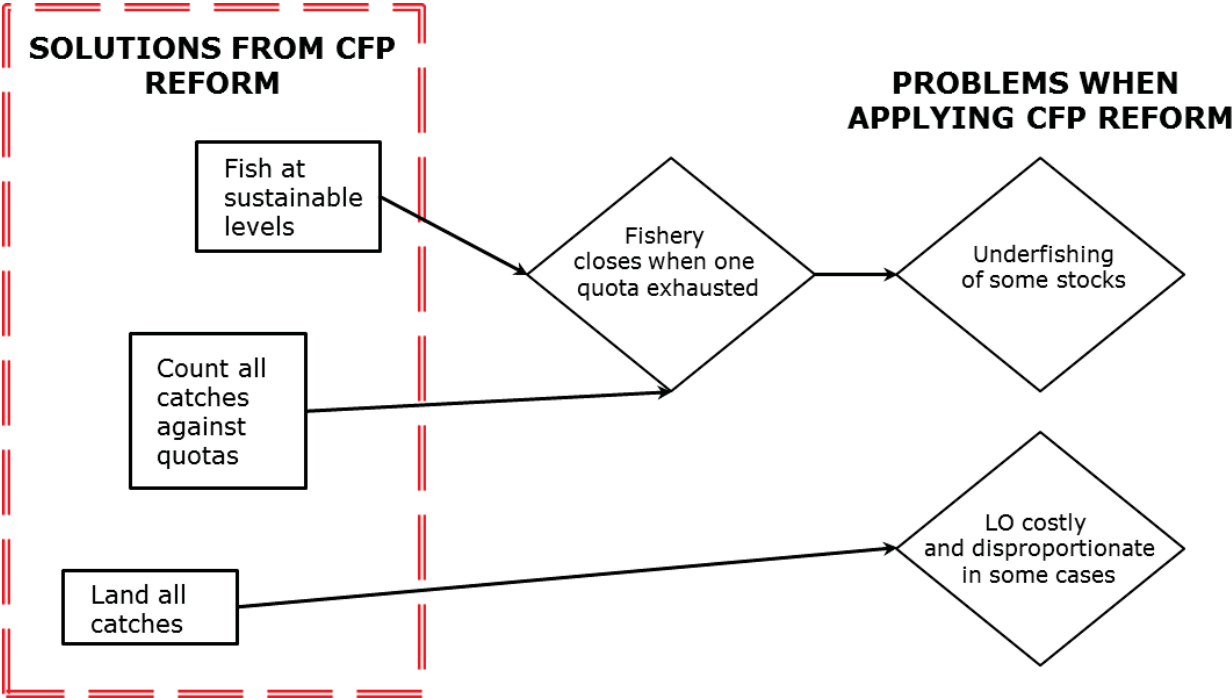 SOLUTIONS FROM CFP
REFORM
PROBLEMS WHEN
APPLYING CFP REFORM
Fish at
sustainable
levels
Fishery
closes when one
quota exhausted
Underfishing
of some stocks
Count all
catches
against
quotas
LO costly
and disproportionate
in some cases
Land all
catches